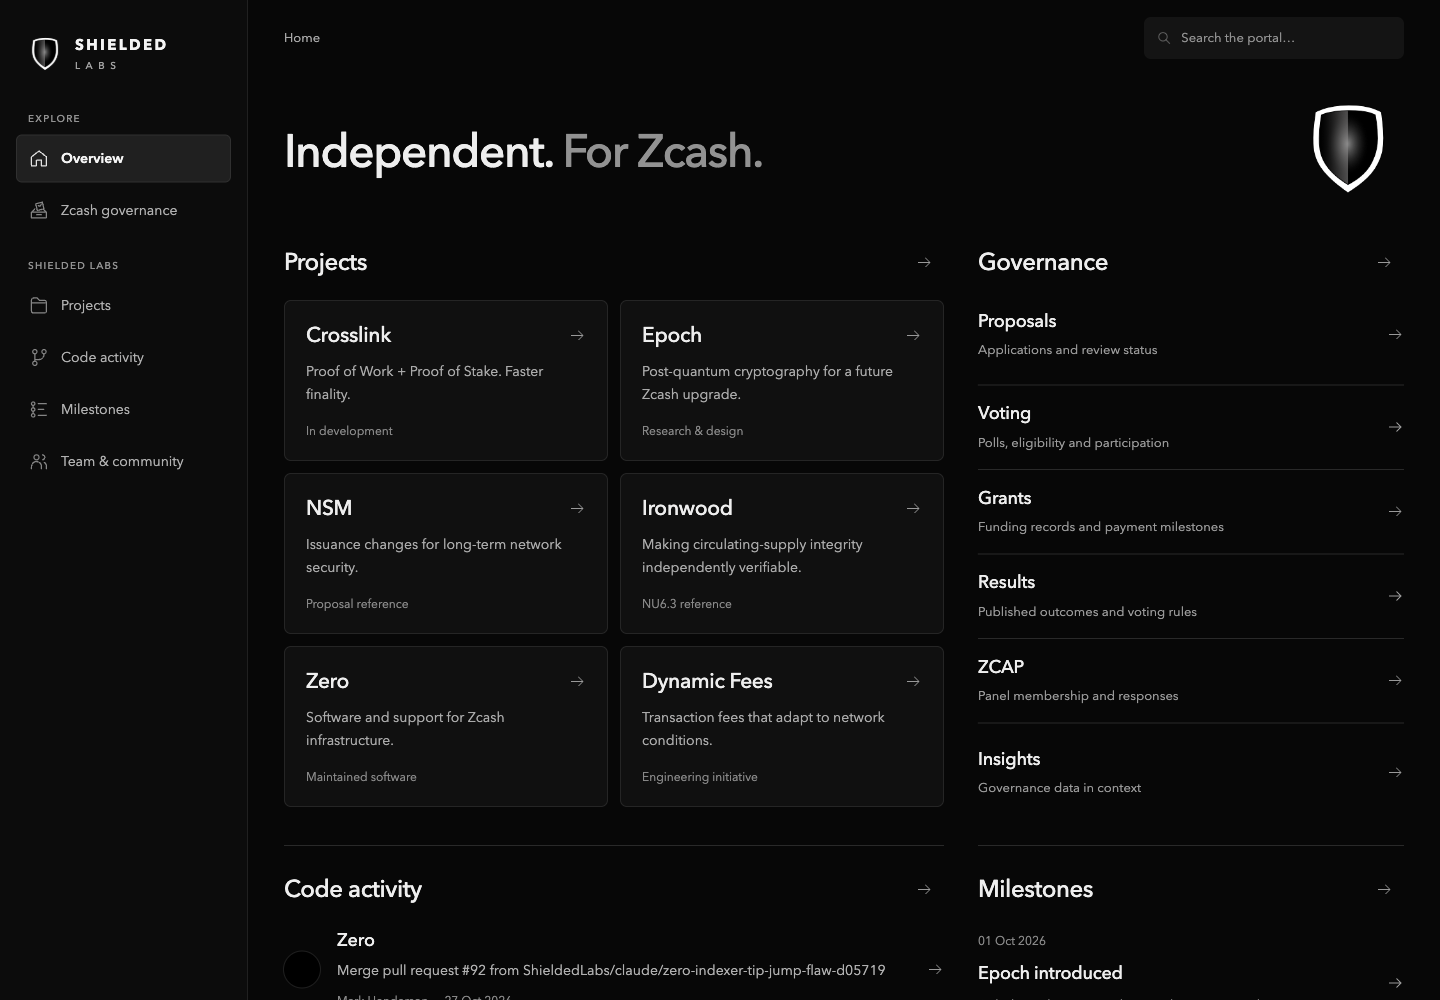 SHIELDED
LABS
EXPLORE
Overview
Zcash governance
SHIELDED LABS
Projects
Code activity
Milestones
Team & community
Home
Search the portal...
Independent. For Zcash.
Projects
Crosslink
Proof of Work + Proof of Stake. Faster
finality.
In development
Epoch
Post-quantum cryptography for a future
Zcash upgrade.
Research & design
NSM
Issuance changes for long-term network
security.
Proposal reference
Ironwood
Making circulating-supply integrity
independently verifiable.
NU6.3 reference
Zero
Software and support for Zcash
infrastructure.
Maintained software
Dynamic Fees
Transaction fees that adapt to network
conditions.
Engineering initiative
Governance
Proposals
Applications and review status
Voting
Polls, eligibility and participation
Grants
Funding records and payment milestones
Results
Published outcomes and voting rules
ZCAP
Panel membership and responses
Insights
Governance data in context
Code activity
Zero
Merge pull request #92 from ShieldedLabs/claude/zero-indexer-tip-jump-flaw-d05719
Milestones
01 Oct 2026
Epoch introduced